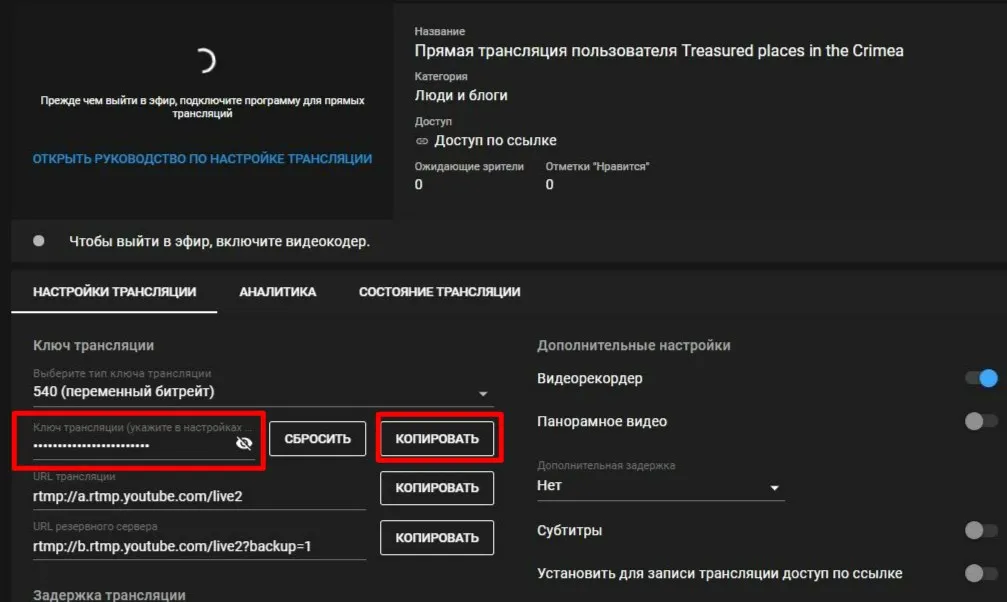 Прежде чем выйти в эфир, подключите программу для прямых
трансляций
ОТКРЫТЬ РУКОВОДСТВО ПО НАСТРОЙКЕ ТРАНСЛЯЦИИ
Название
Прямая трансляция пользователя Treasured places in the Crimea
Категория
Люди и блоги
Доступ
Доступ по ссылке
Ожидающие зрители Отметки "Нравится"
0 0
Чтобы выйти в эфир, включите видеокодер.
НАСТРОЙКИ ТРАНСЛЯЦИИ АНАЛИТИКА СОСТОЯНИЕ ТРАНСЛЯЦИИ
Ключ трансляции
Выберите тип ключа трансляции
540 (переменный битрейт)
Ключ трансляции (укажите в настройках ...
••••••••••••••••••••••••
СБРОСИТЬ КОПИРОВАТЬ
URL трансляции
rtmp://a.rtmp.youtube.com/live2
КОПИРОВАТЬ
URL резервного сервера
rtmp://b.rtmp.youtube.com/live2?backup=1
КОПИРОВАТЬ
Задержка трансляции
Дополнительные настройки
Видеорекордер
Панорамное видео
Дополнительная задержка
Нет
Субтитры
Установить для записи трансляции доступ по ссылке